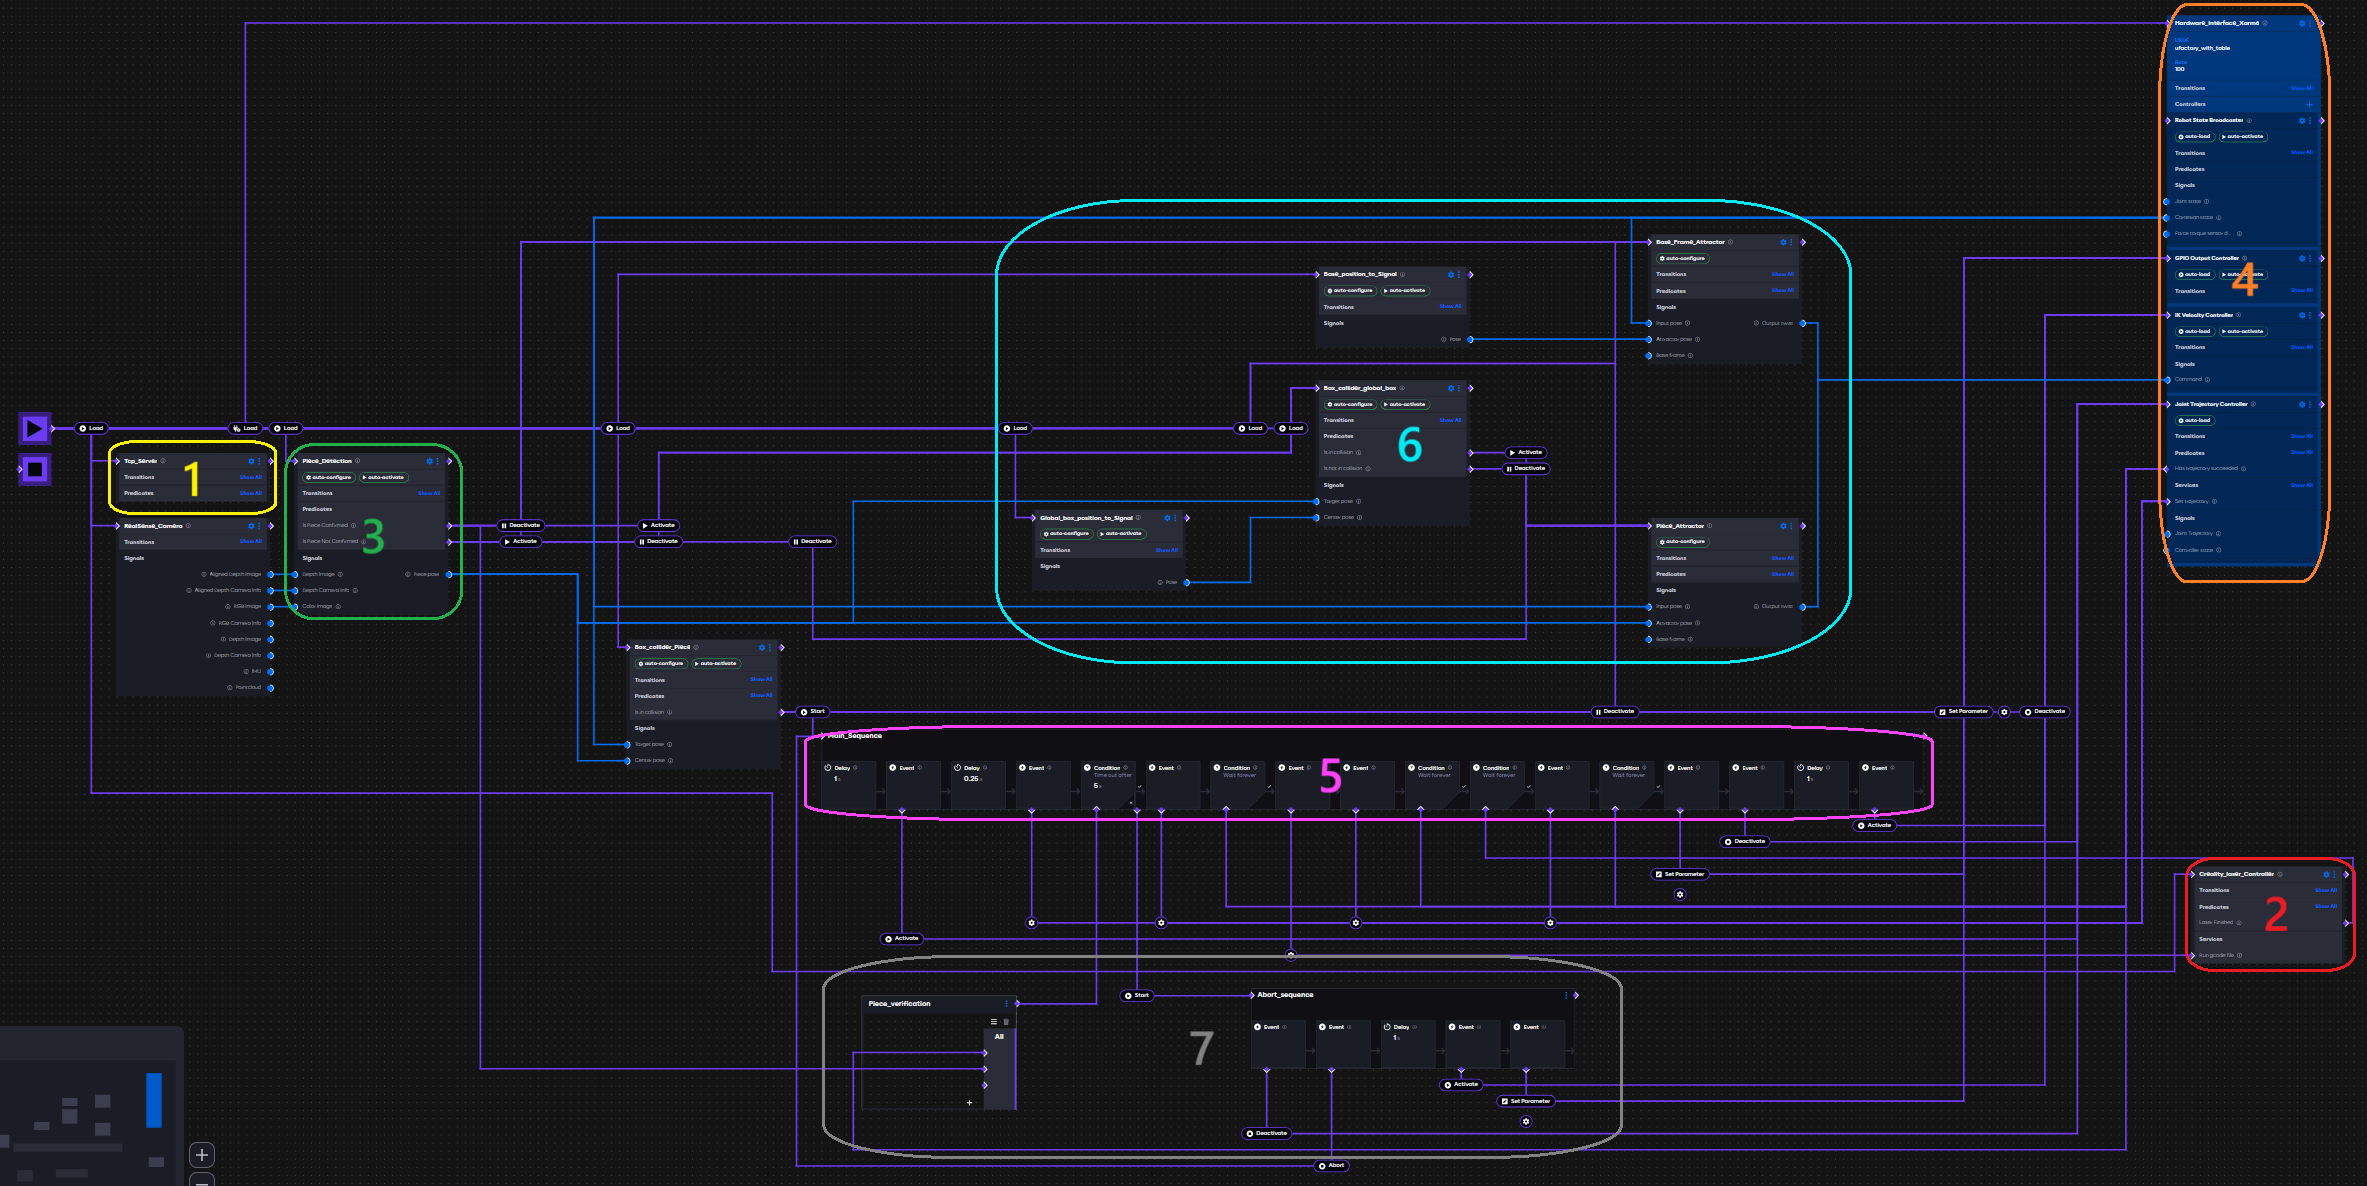 Hardware_Interface_Xarm6
URDF
ufactory_with_table
Rate
100
Transitions Show All
Controllers +
Robot State Broadcaster
auto-load auto-activate
Transitions Show All
Predicates
Signals
Joint state
Cartesian state
Force torque sensor d...
GPIO Output Controller
auto-load auto-activate
Transitions Show All
4
IK Velocity Controller
auto-load auto-activate
Transitions Show All
Signals
Command
Joint Trajectory Controller
auto-load
Transitions Show All
Predicates Show All
Has trajectory succeeded
Services Show All
Set trajectory
Signals
Joint Trajectory
Controller state
Base_Frame_Attractor
auto-configure
Transitions Show All
Predicates Show All
Signals
Input pose Output twist
Attractor pose
Base frame
Base_position_to_Signal
auto-configure auto-activate
Transitions Show All
Signals
Pose
Box_collider_global_box
auto-configure auto-activate
Transitions Show All
Predicates
Is in collision
Is not in collision
Target pose
Center pose
6
Activate
Deactivate
Load
Load
Load
Load
Load
Load
Load
Tcp_Server
Transitions Show All
Predicates Show All
1
RealSense_Camera
Transitions Show All
Signals
Aligned Depth Image
Aligned Depth Camera Info
RGB Image
RGB Camera Info
Depth Image
Depth Camera Info
IMU
Pointcloud
Piece_Detection
auto-configure auto-activate
Transitions Show All
Predicates
Is Piece Confirmed
Is Piece Not Confirmed
Signals
Depth Image Piece pose
Depth Camera Info
Color Image
3
Deactivate
Activate
Activate
Deactivate
Deactivate
Global_box_position_to_Signal
auto-configure auto-activate
Transitions Show All
Signals
Pose
Piece_Attractor
auto-configure
Transitions Show All
Predicates Show All
Signals
Input pose Output twist
Attractor pose
Base frame
Box_collider_Piece
auto-configure auto-activate
Transitions Show All
Predicates Show All
Is in collision
Signals
Target pose
Center pose
Start
Deactivate
Set Parameter
Deactivate
Main_Sequence
Delay
1 s
Event
Delay
0.25 s
Event
Condition
Time out after
5 s
Event
Condition
Wait forever
Event
Event
Condition
Wait forever
Condition
Wait forever
Event
Condition
Wait forever
Event
Event
Delay
1 s
Event
5
Activate
Deactivate
Set Parameter
Activate
Creality_laser_Controller
Transitions Show All
Predicates Show All
Laser Finished
Services
Run gcode file
2
Piece_verification
All
+
Start
7
Abort_sequence
Event
Event
Delay
1 s
Event
Event
Activate
Set Parameter
Deactivate
Abort
+